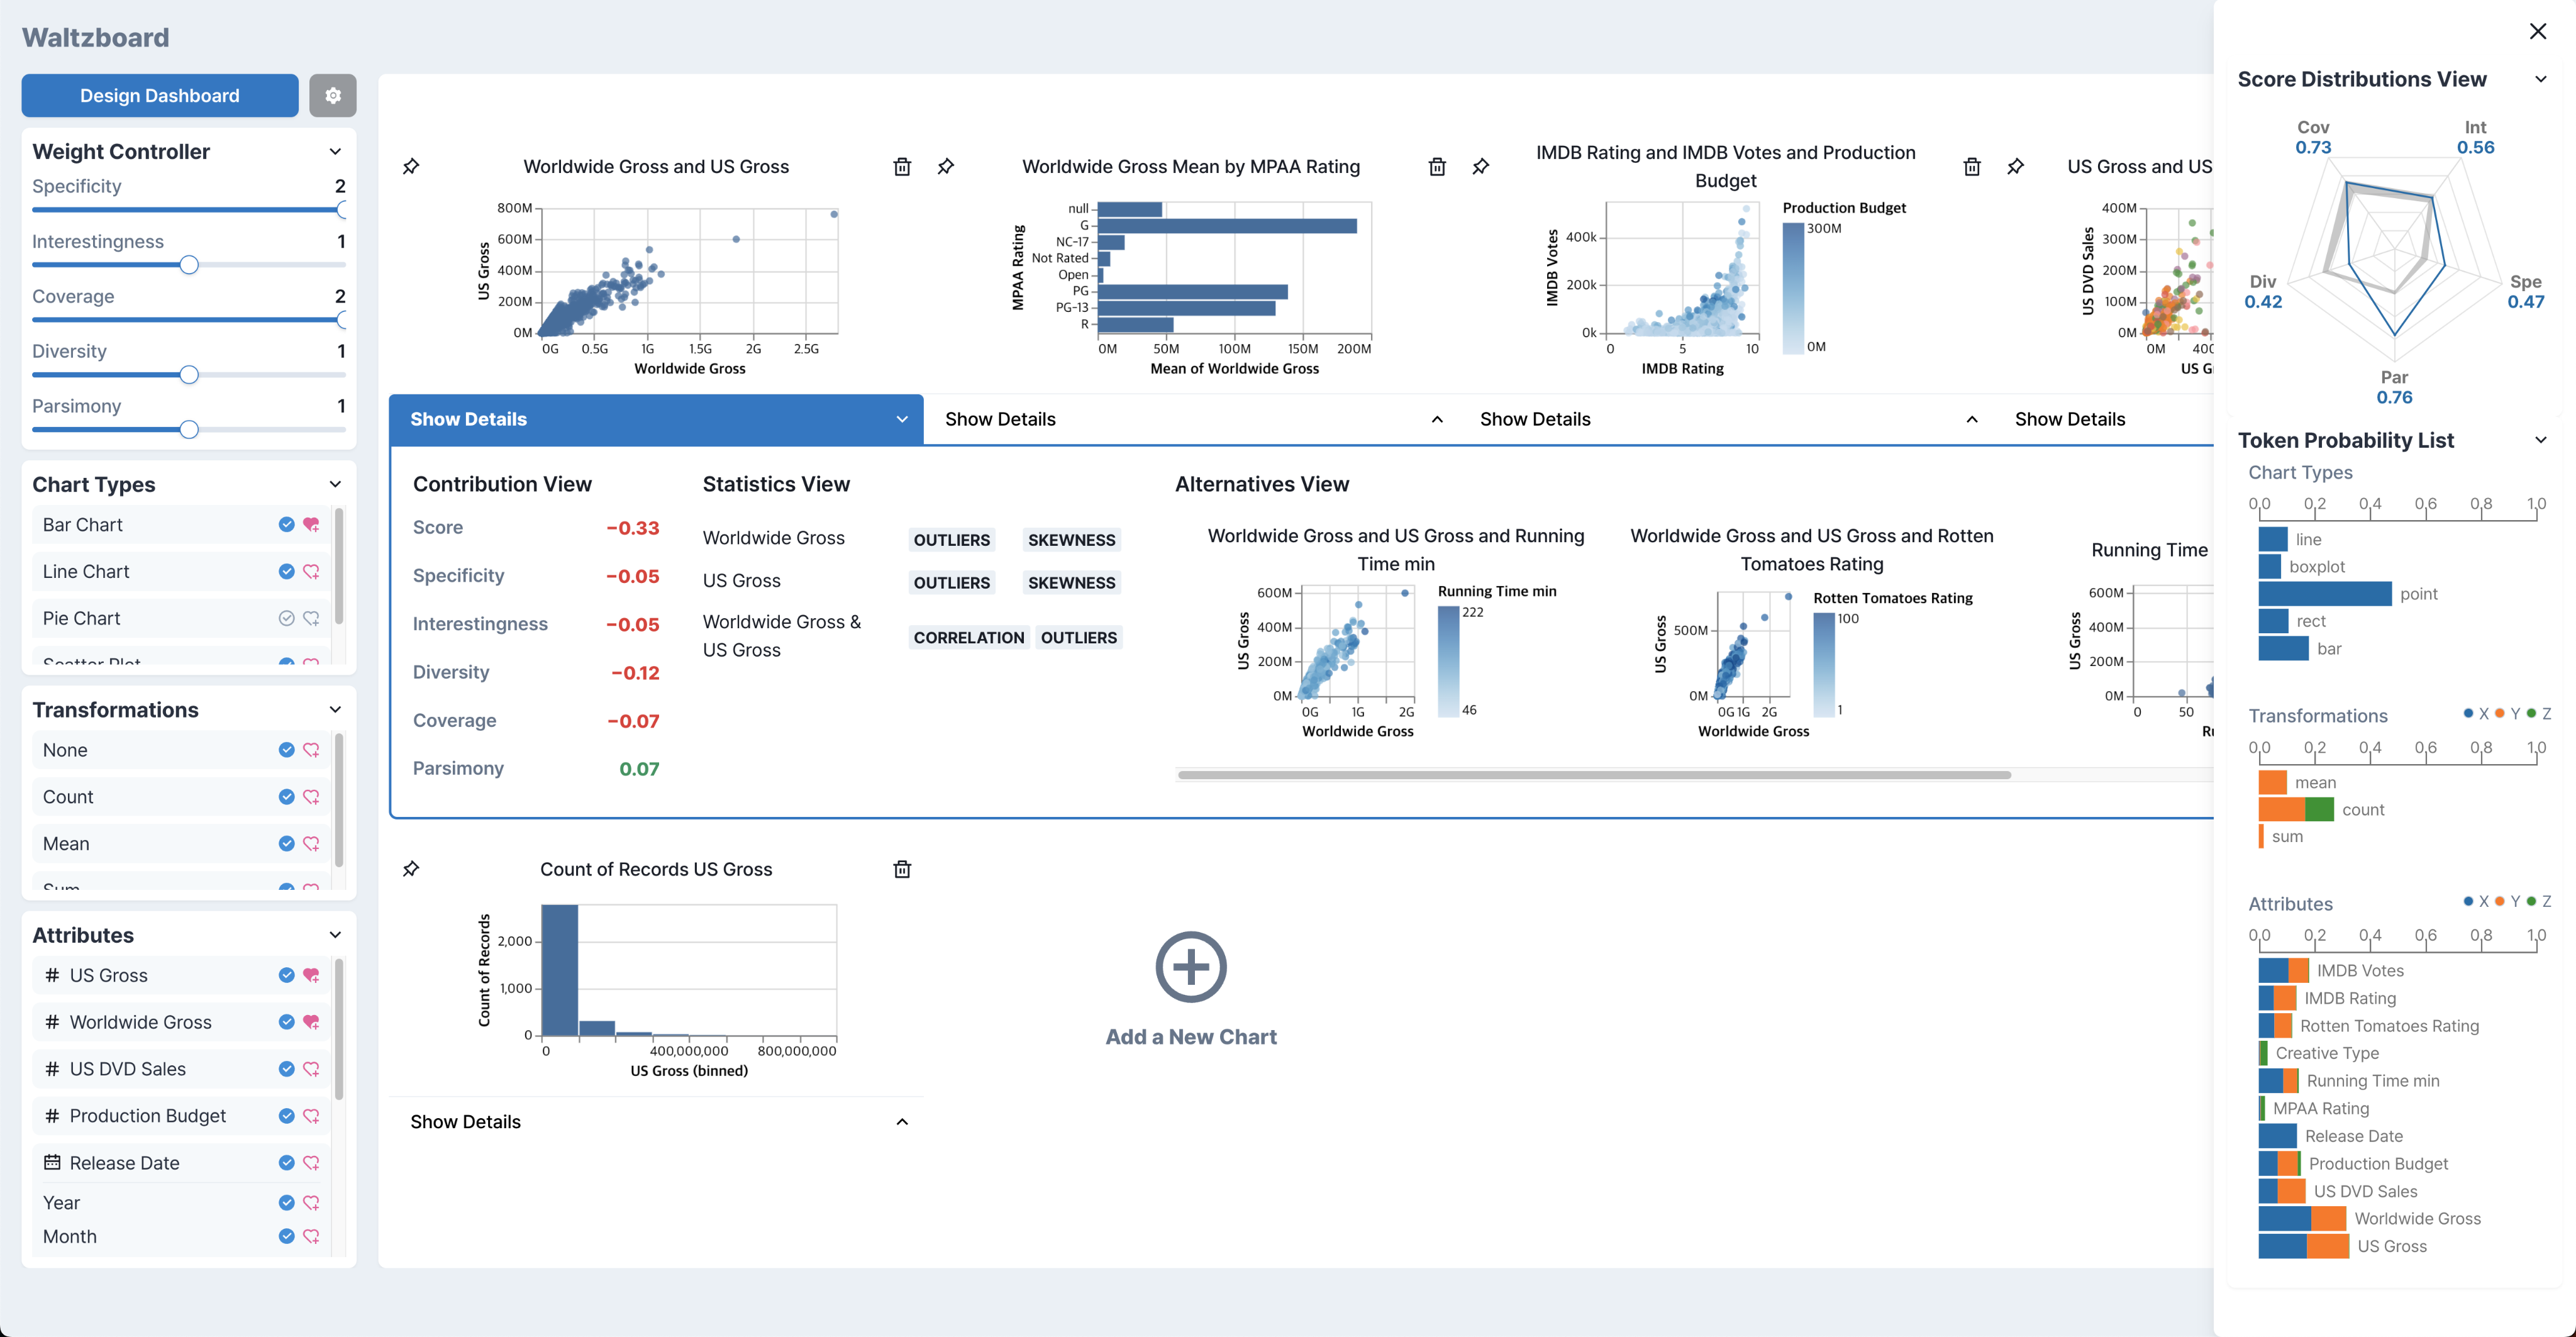 Waltzboard
Design Dashboard
Weight Controller
Specificity 2
Interestingness 1
Coverage 2
Diversity 1
Parsimony 1
Chart Types
Bar Chart
Line Chart
Pie Chart
Scatter Plot
Transformations
None
Count
Mean
Sum
Attributes
# US Gross
# Worldwide Gross
# US DVD Sales
# Production Budget
Release Date
Year
Month
Worldwide Gross and US Gross
US Gross
800M
600M
400M
200M
0M
0G 0.5G 1G 1.5G 2G 2.5G
Worldwide Gross
Worldwide Gross Mean by MPAA Rating
MPAA Rating
null
G
NC-17
Not Rated
Open
PG
PG-13
R
0M 50M 100M 150M 200M
Mean of Worldwide Gross
IMDB Rating and IMDB Votes and Production
Budget
IMDB Votes
400k
200k
0k
0 5 10
IMDB Rating
Production Budget
300M
0M
US Gross and US
US DVD Sales
400M
300M
200M
100M
0M
0M 400
US G
Show Details
Show Details
Show Details
Show Details
Contribution View
Score −0.33
Specificity −0.05
Interestingness −0.05
Diversity −0.12
Coverage −0.07
Parsimony 0.07
Statistics View
Worldwide Gross OUTLIERS SKEWNESS
US Gross OUTLIERS SKEWNESS
Worldwide Gross &
US Gross
CORRELATION OUTLIERS
Alternatives View
Worldwide Gross and US Gross and Running
Time min
US Gross
600M
400M
200M
0M
0G 1G 2G
Worldwide Gross
Running Time min
222
46
Worldwide Gross and US Gross and Rotten
Tomatoes Rating
US Gross
500M
0M
0G 1G 2G
Worldwide Gross
Rotten Tomatoes Rating
100
1
Running Time
US Gross
600M
400M
200M
0M
0 50
Ru
Count of Records US Gross
Count of Records
2,000
1,000
0
0 400,000,000 800,000,000
US Gross (binned)
Show Details
Add a New Chart
Score Distributions View
Cov
0.73
Int
0.56
Div
0.42
Spe
0.47
Par
0.76
Token Probability List
Chart Types
0.0 0.2 0.4 0.6 0.8 1.0
line
boxplot
point
rect
bar
Transformations X Y Z
0.0 0.2 0.4 0.6 0.8 1.0
mean
count
sum
Attributes X Y Z
0.0 0.2 0.4 0.6 0.8 1.0
IMDB Votes
IMDB Rating
Rotten Tomatoes Rating
Creative Type
Running Time min
MPAA Rating
Release Date
Production Budget
US DVD Sales
Worldwide Gross
US Gross